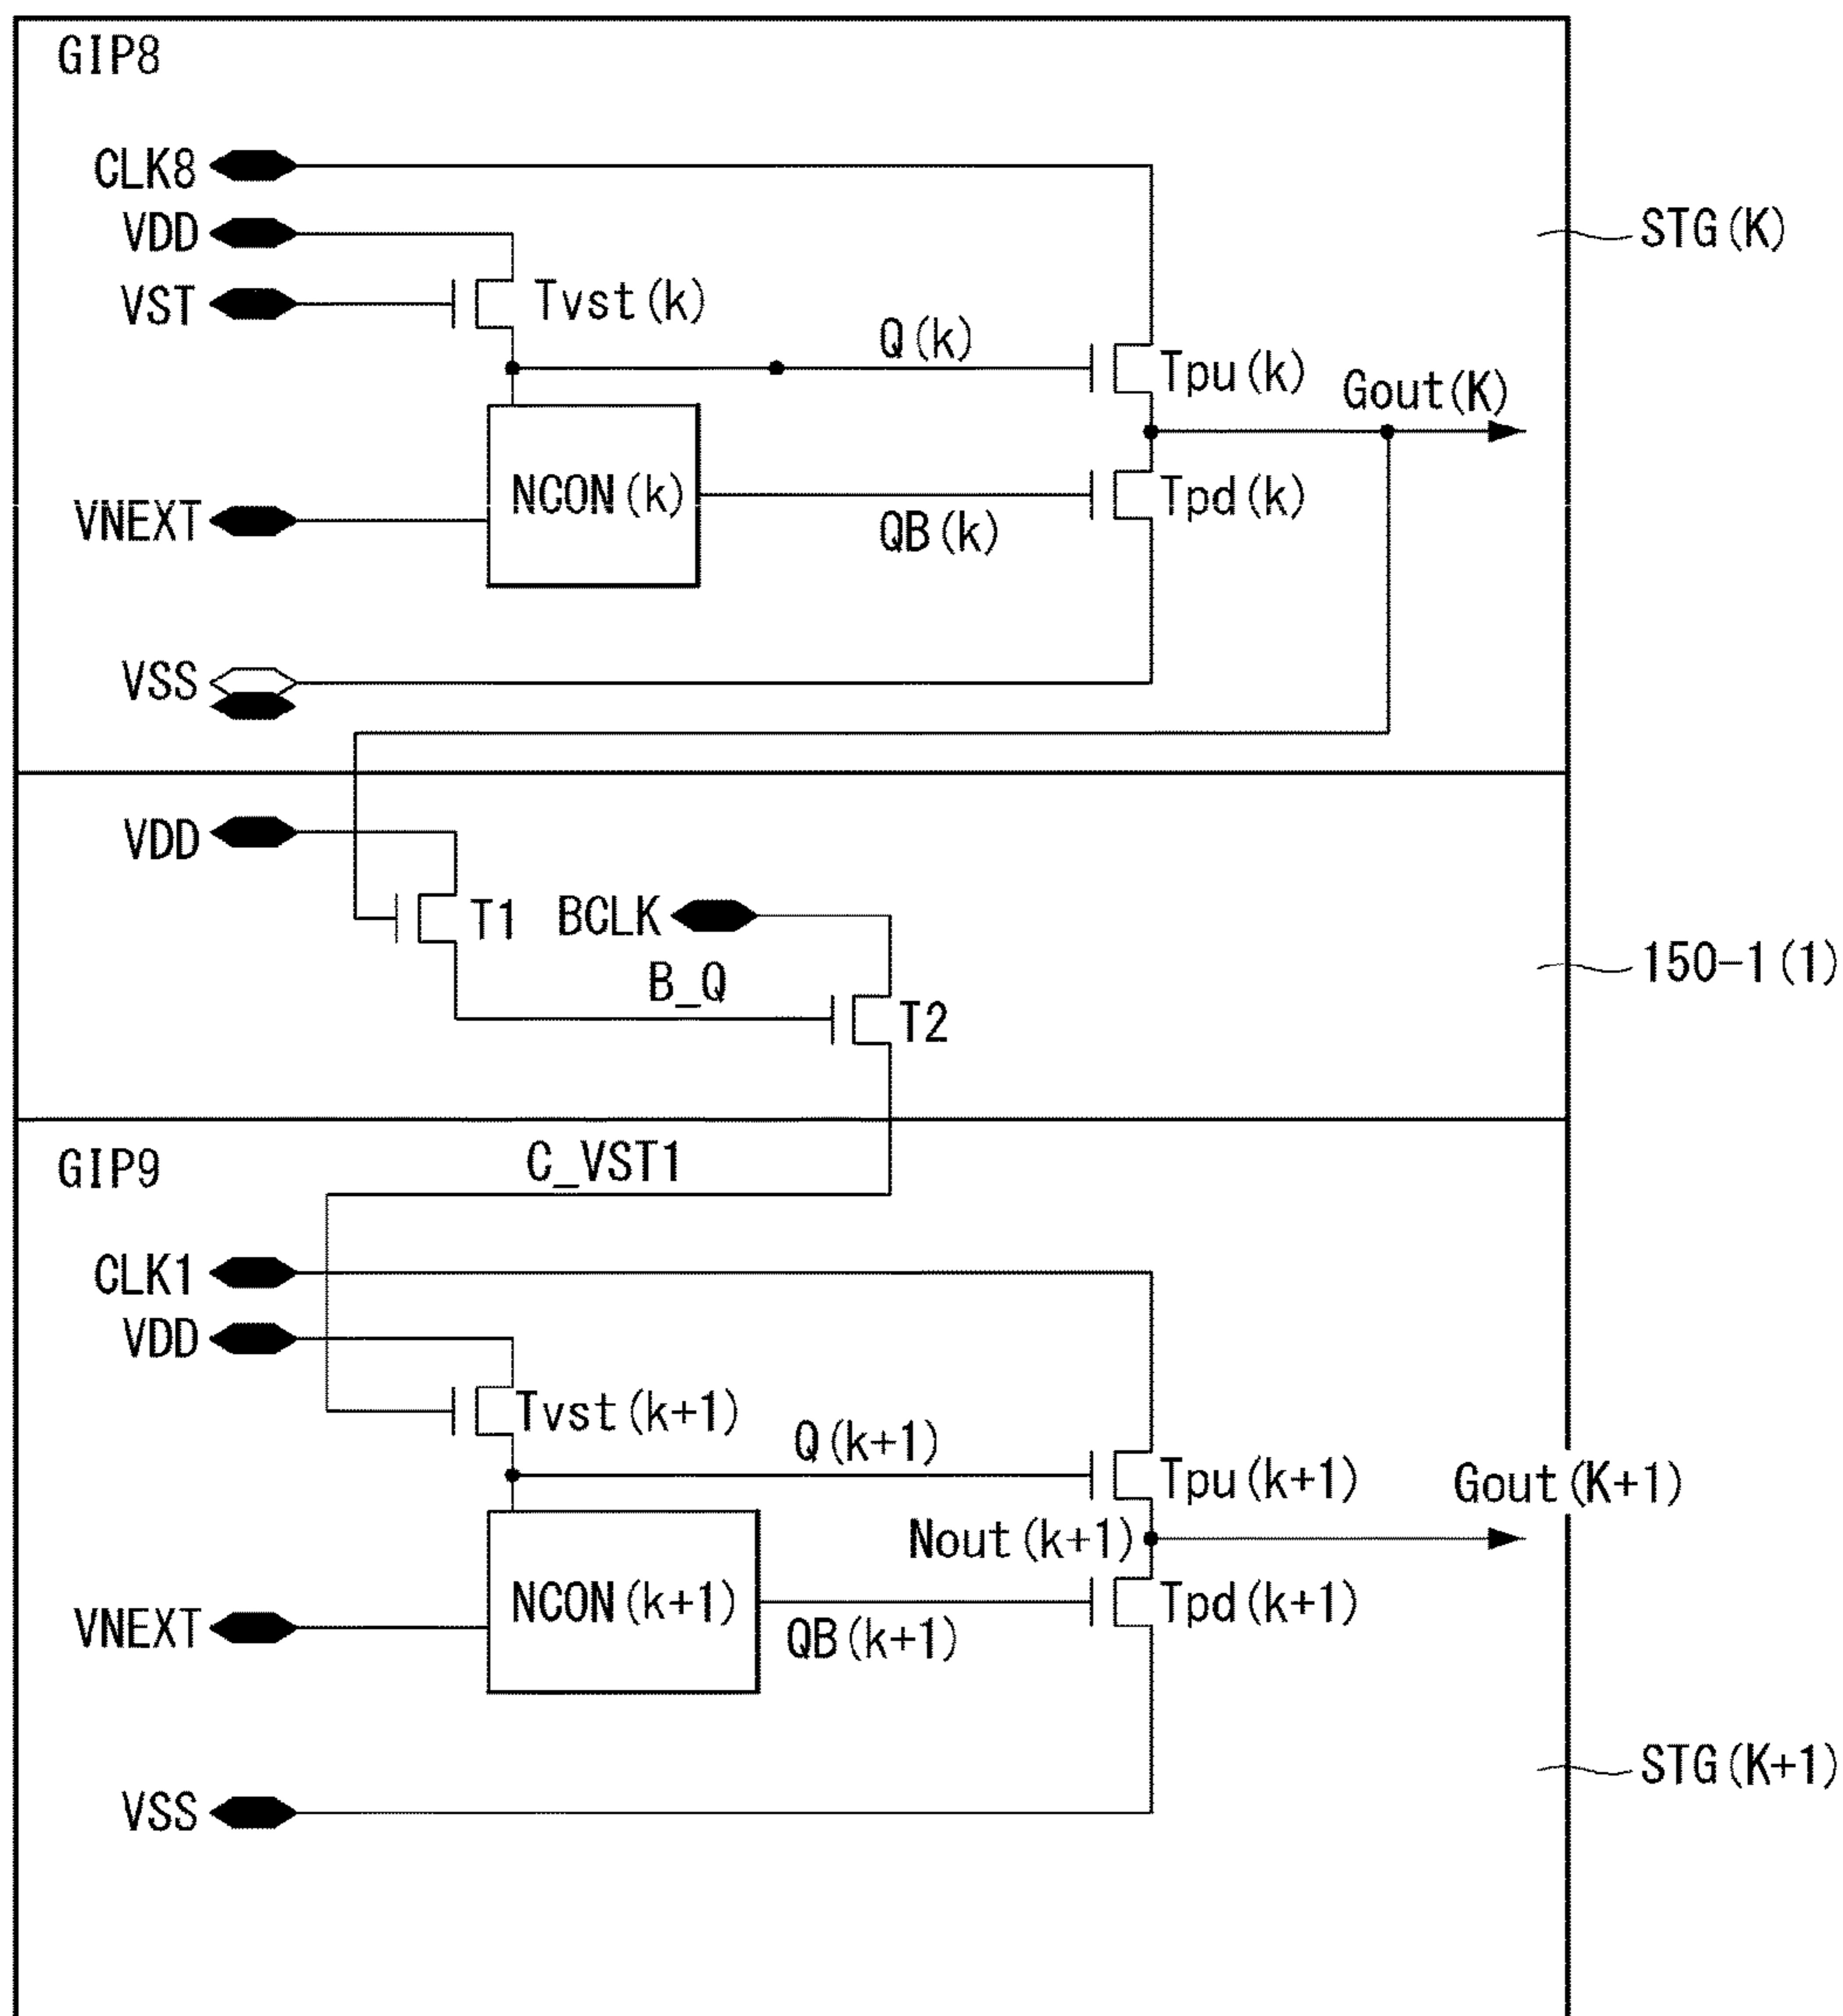 GIP8
CLK8
VDD
STG(K)
VST
Tvst(k)
Q(k)
Tpu(k)
Gout(K)
NCON(k)
Tpd(k)
VNEXT
QB(k)
VSS
VDD
T1
BCLK
150-1(1)
B_Q
T2
GIP9
C_VST1
CLK1
VDD
Tvst(k+1)
Q(k+1)
Tpu(k+1)
Gout(K+1)
Nout(k+1)
NCON(k+1)
Tpd(k+1)
VNEXT
QB(k+1)
STG(K+1)
VSS